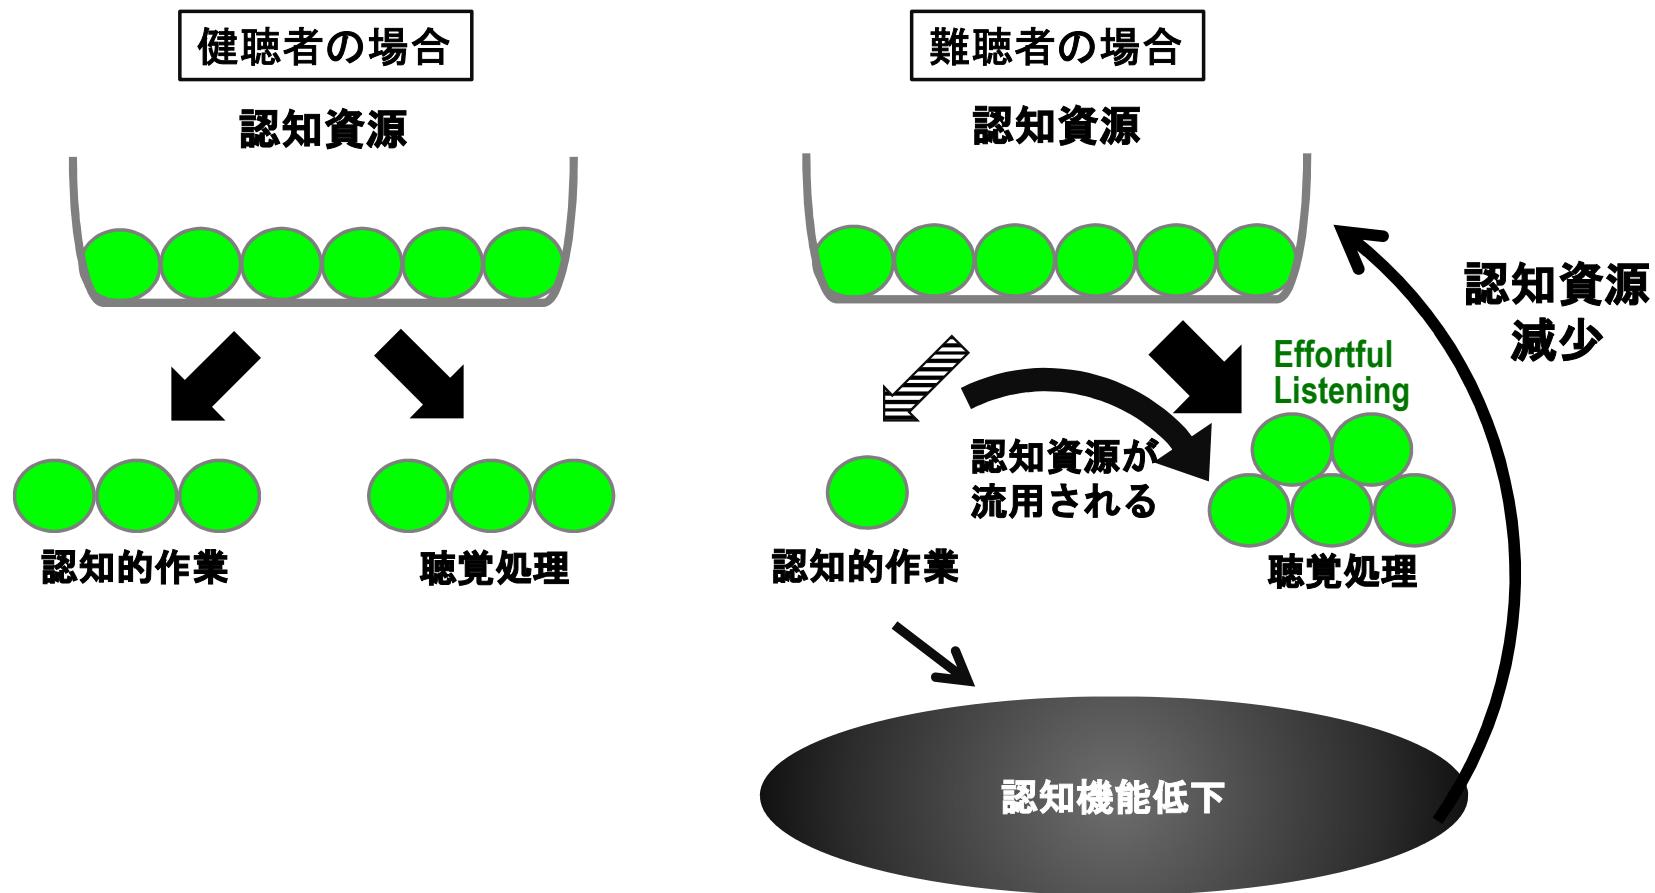 健聴者の場合
認知資源
認知的作業
聴覚処理
難聴者の場合
認知資源
認知資源
減少
Effortful
Listening
認知資源が
流用される
認知的作業
聴覚処理
認知機能低下